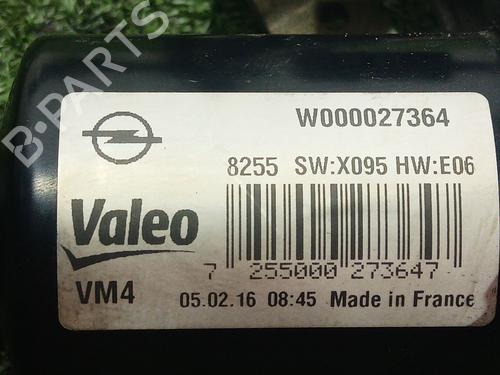 B-PARTS
W000027364
8255 SW:X095 HW:E06
Valeo
7 255000 273647
VM4 05.02.16 08:45 Made in France